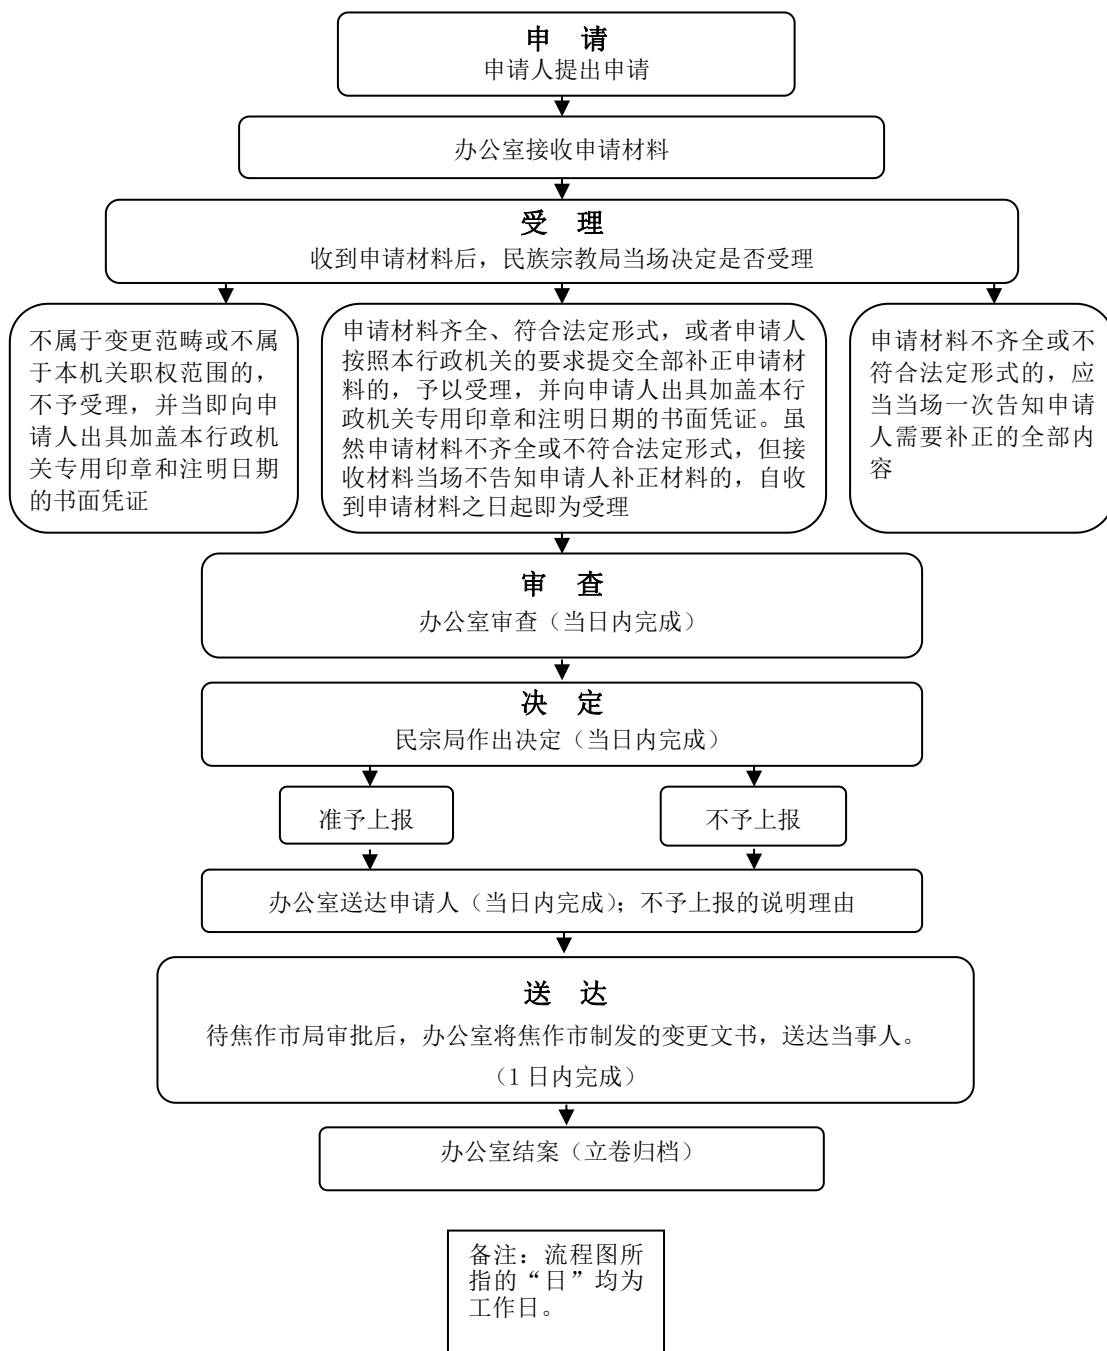 申 请
申请人提出申请
办公室接收申请材料
受 理
收到申请材料后，民族宗教局当场决定是否受理
不属于变更范畴或不属
于本机关职权范围的，
不予受理，并当即向申
请人出具加盖本行政机
关专用印章和注明日期
的书面凭证
申请材料齐全、符合法定形式，或者申请人
按照本行政机关的要求提交全部补正申请材
料的，予以受理，并向申请人出具加盖本行
政机关专用印章和注明日期的书面凭证。虽
然申请材料不齐全或不符合法定形式，但接
收材料当场不告知申请人补正材料的，自收
到申请材料之日起即为受理
申请材料不齐全或不
符合法定形式的，应
当当场一次告知申请
人需要补正的全部内
容
审 查
办公室审查（当日内完成）
决 定
民宗局作出决定（当日内完成）
准予上报
不予上报
办公室送达申请人（当日内完成）；不予上报的说明理由
送 达
待焦作市局审批后，办公室将焦作市制发的变更文书，送达当事人。
（1日内完成）
办公室结案（立卷归档）
备注：流程图所
指的“日”均为
工作日。